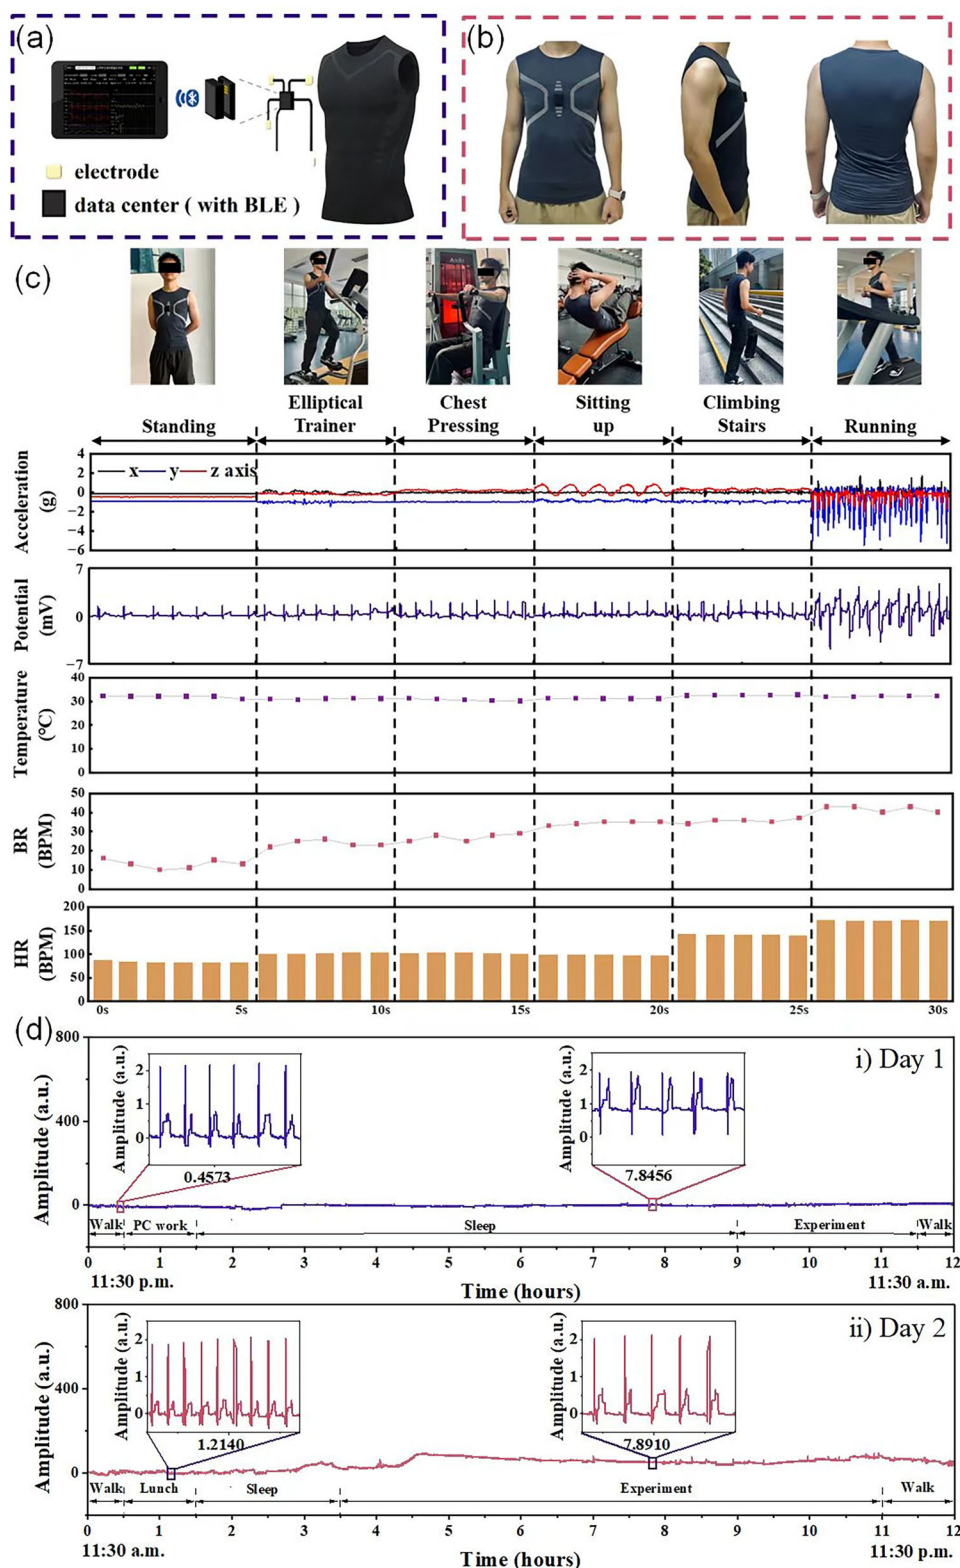 (a)
electrode
data center ( with BLE )
(b)
(c)
Standing
Elliptical
Trainer
Chest
Pressing
Sitting
up
Climbing
Stairs
Running
Acceleration
(g)
4
2
0
−2
−4
−6
x y z axis
Potential
(mV)
7
0
−7
Temperature
(°C)
40
30
20
10
0
BR
(BPM)
50
40
30
20
10
0
HR
(BPM)
200
150
100
50
0
0s 5s 10s 15s 20s 25s 30s
(d)
i) Day 1
Amplitude (a.u.)
800
400
0
Amplitude (a.u.)
2
1
0
0.4573
Amplitude (a.u.)
2
1
0
7.8456
Walk PC work Sleep Experiment Walk
0 1 2 3 4 5 6 7 8 9 10 11 12
11:30 p.m. Time (hours) 11:30 a.m.
ii) Day 2
Amplitude (a.u.)
800
400
0
Amplitude (a.u.)
2
1
0
1.2140
Amplitude (a.u.)
2
1
0
7.8910
Walk Lunch Sleep Experiment Walk
0 1 2 3 4 5 6 7 8 9 10 11 12
11:30 a.m. Time (hours) 11:30 p.m.